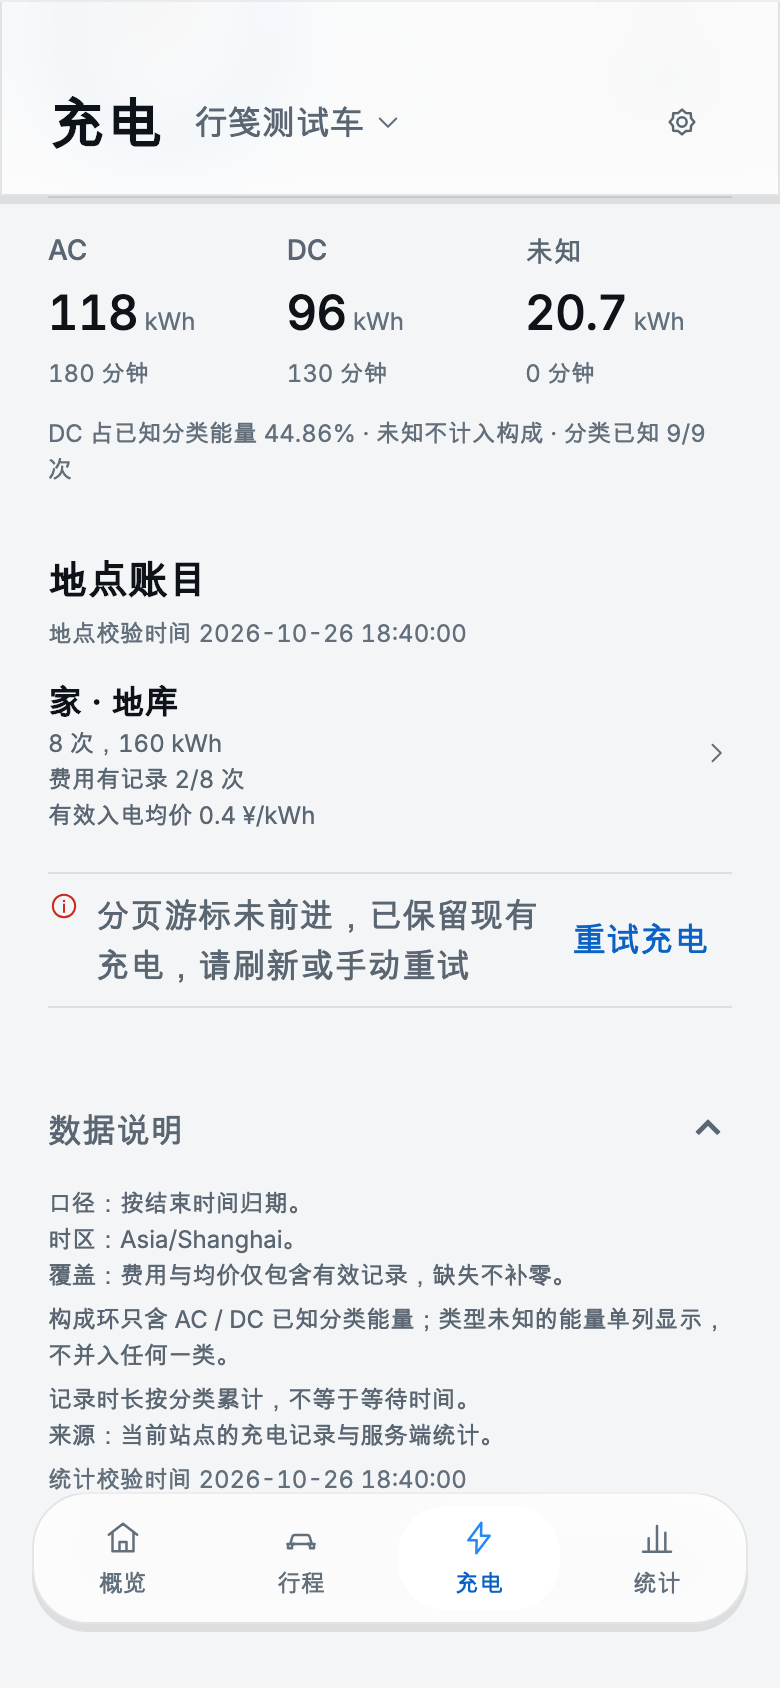 充电 行笺测试车
AC DC 未知
118 kWh 96 kWh 20.7 kWh
180 分钟 130 分钟 0 分钟
DC 占已知分类能量 44.86% · 未知不计入构成 · 分类已知 9/9
次
地点账目
地点校验时间 2026-10-26 18:40:00
家 · 地库
8 次，160 kWh
费用有记录 2/8 次
有效入电均价 0.4 ¥/kWh
分页游标未前进，已保留现有
充电，请刷新或手动重试
重试充电
数据说明
口径：按结束时间归期。
时区：Asia/Shanghai。
覆盖：费用与均价仅包含有效记录，缺失不补零。
构成环只含 AC / DC 已知分类能量；类型未知的能量单列显示，
不并入任何一类。
记录时长按分类累计，不等于等待时间。
来源：当前站点的充电记录与服务端统计。
统计校验时间 2026-10-26 18:40:00
概览 行程 充电 统计